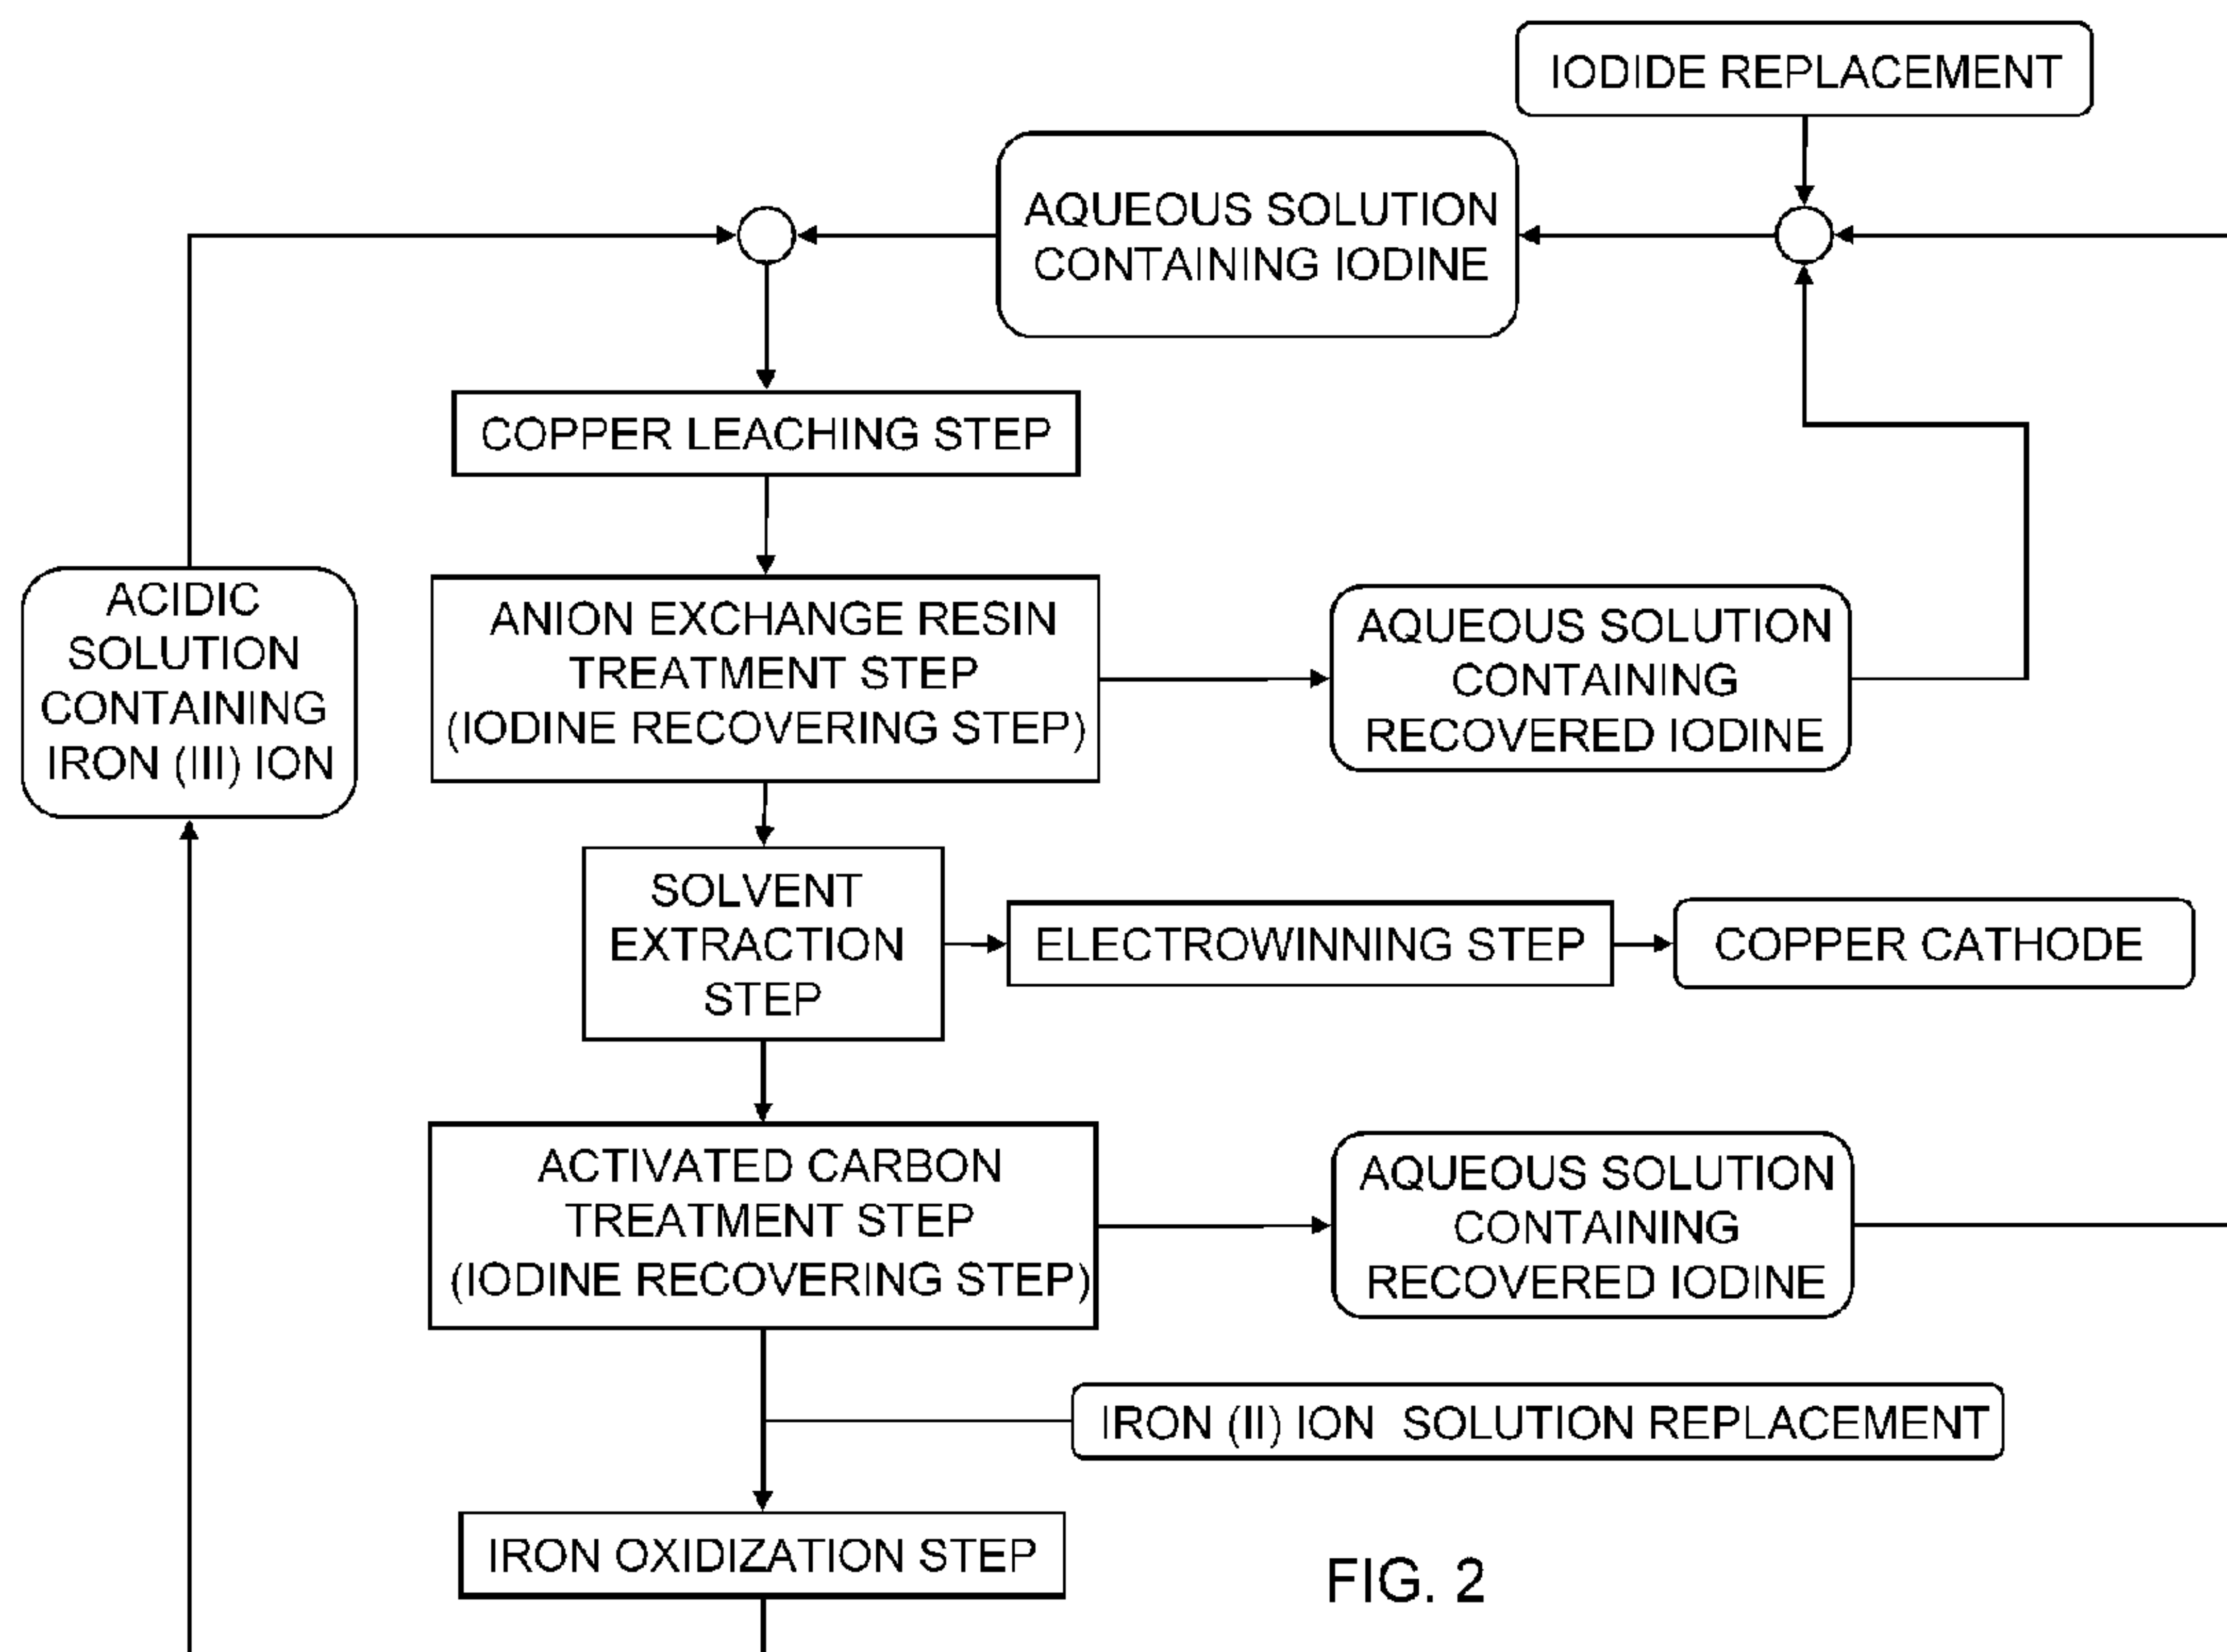 IODIDE REPLACEMENT
AQUEOUS SOLUTION
CONTAINING IODINE
COPPER LEACHING STEP
ACIDIC
SOLUTION
CONTAINING
IRON (III) ION
ANION EXCHANGE RESIN
TREATMENT STEP
(IODINE RECOVERING STEP)
AQUEOUS SOLUTION
CONTAINING
RECOVERED IODINE
SOLVENT
EXTRACTION
STEP
ELECTROWINNING STEP
COPPER CATHODE
ACTIVATED CARBON
TREATMENT STEP
(IODINE RECOVERING STEP)
AQUEOUS SOLUTION
CONTAINING
RECOVERED IODINE
IRON (II) ION SOLUTION REPLACEMENT
IRON OXIDIZATION STEP
FIG. 2